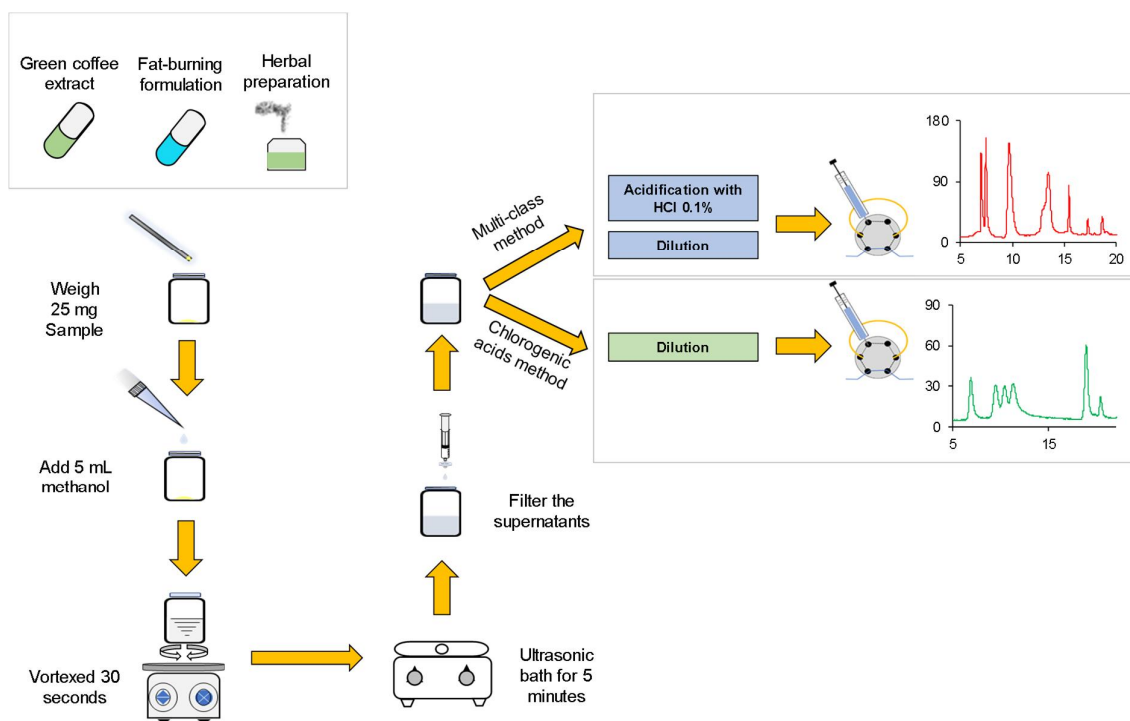 Green coffee
extract
Fat-burning
formulation
Herbal
preparation
Weigh
25 mg
Sample
Add 5 mL
methanol
Vortexed 30
seconds
Ultrasonic
bath for 5
minutes
Filter the
supernatants
Multi-class
method
Chlorogenic
acids method
Acidification with
HCl 0.1%
Dilution
180
90
0
5 10 15 20
Dilution
90
60
30
0
5 15